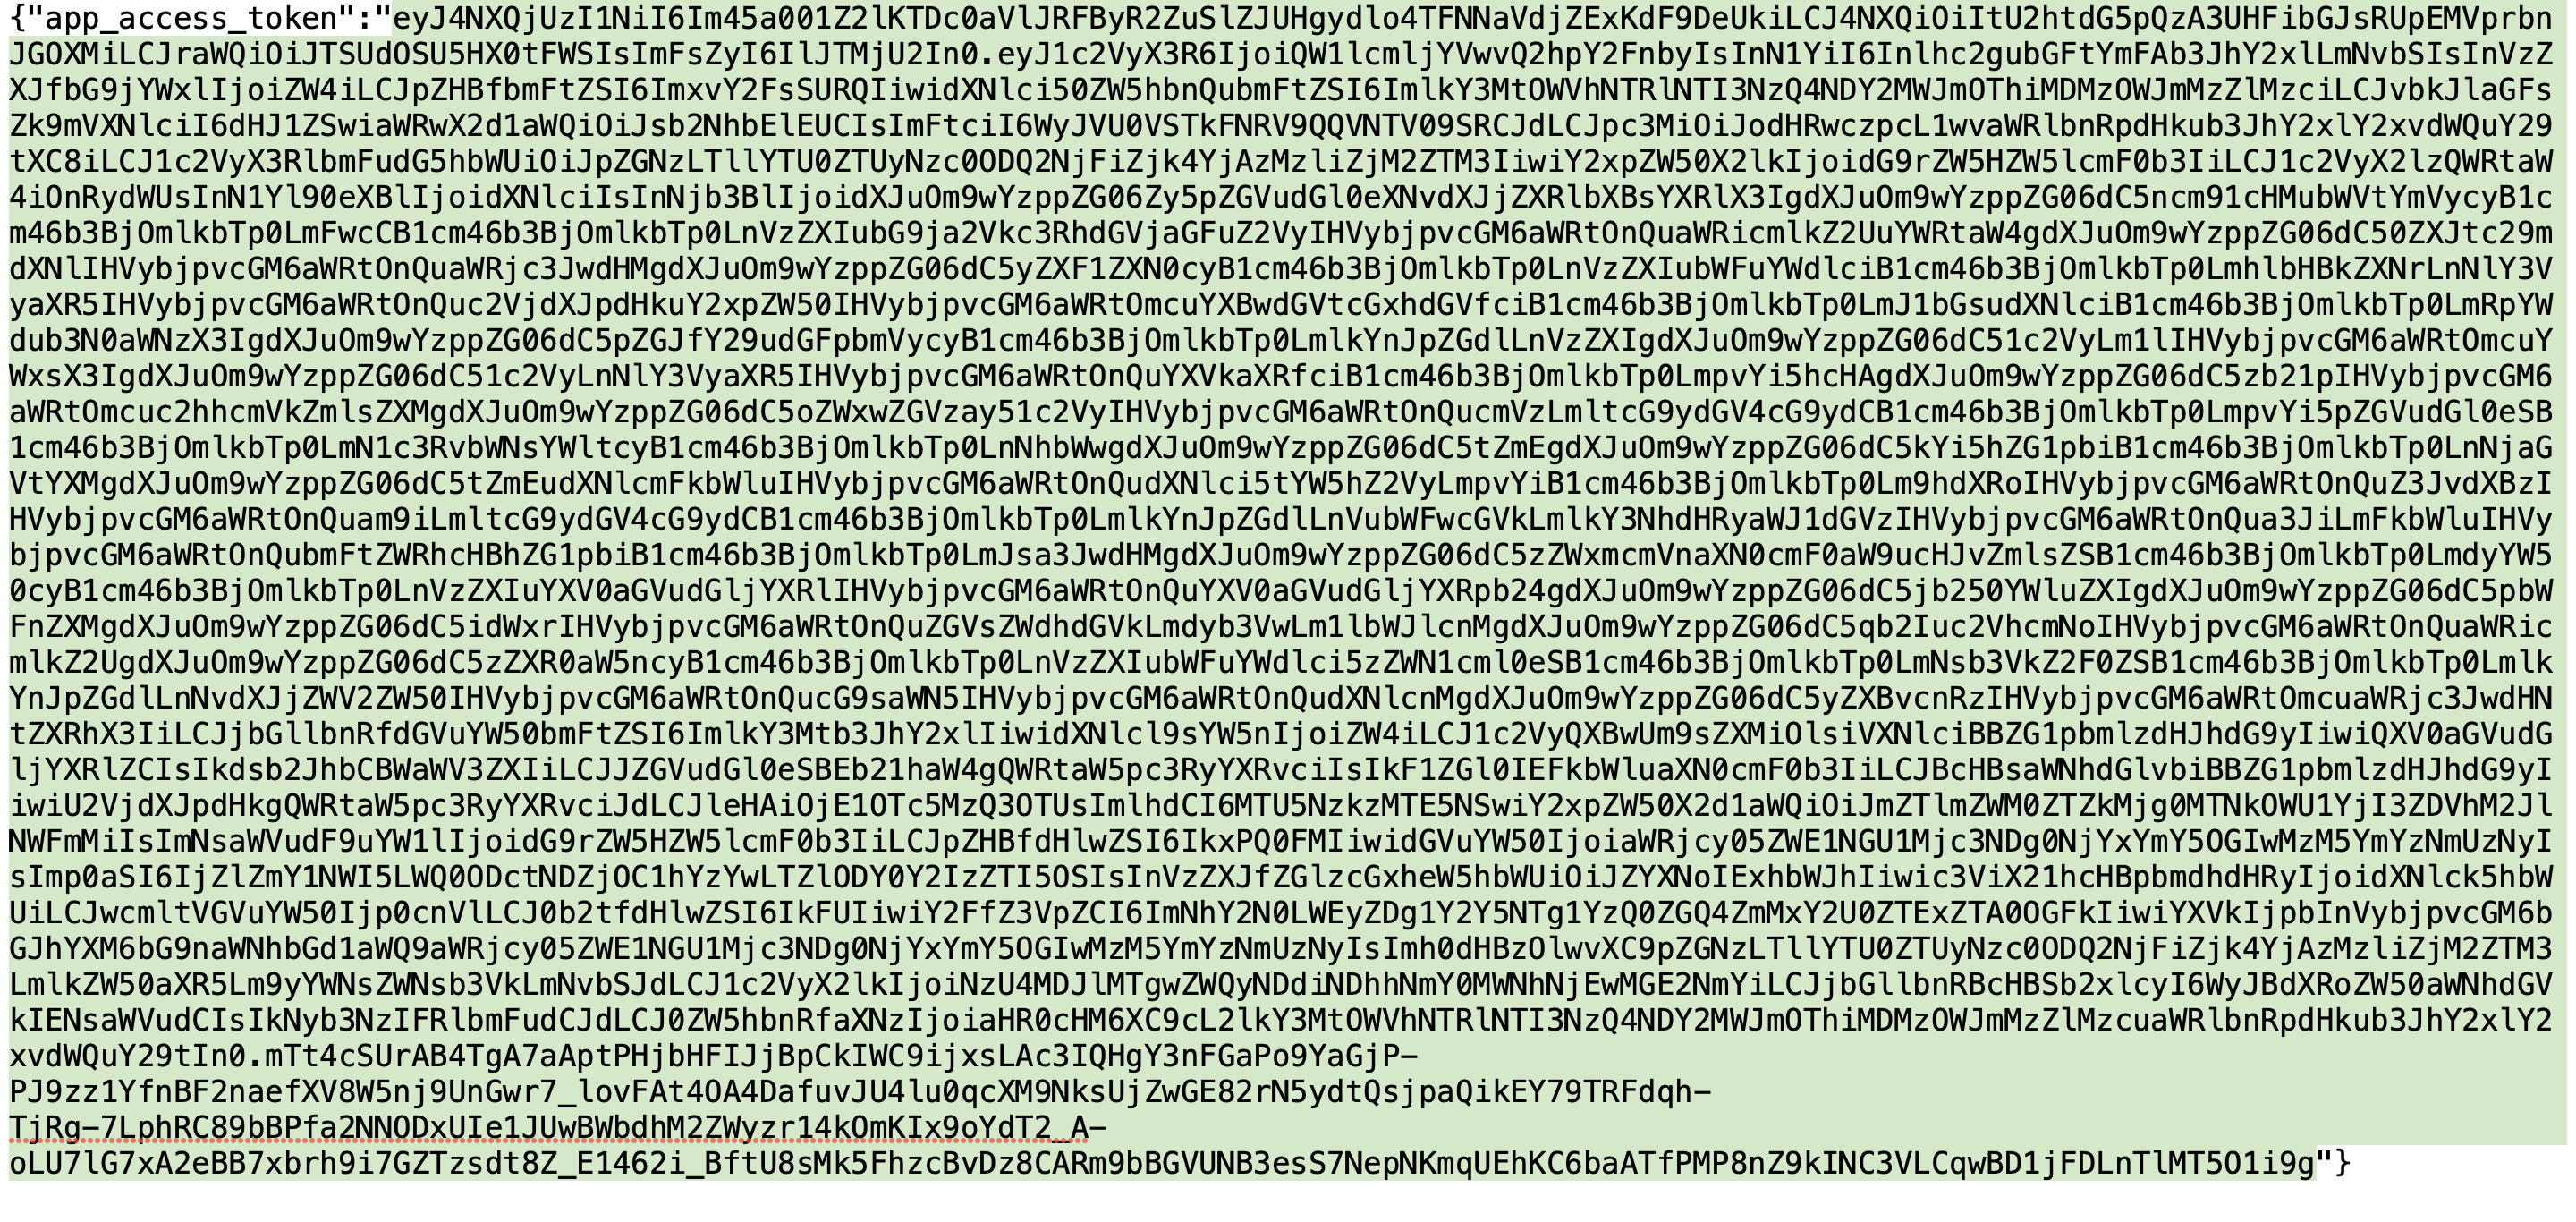 {"app_access_token":"eyJ4NXQjUzI1NiI6Im45a001Z2lKTDc0aVlJRFByR2ZuSlZJUHgydlo4TFNNaVdjZExKdF9DeUkiLCJ4NXQiOiItU2htdG5pQzA3UHFibGJsRUpEMVprbn
JGOXMiLCJraWQiOiJTSUdOSU5HX0tFWSIsImFsZyI6IlJTMjU2In0.eyJ1c2VyX3R6IjoiQW1lcmljYVwvQ2hpY2FnbyIsInN1YiI6Inlhc2gubGFtYmFAb3JhY2xlLmNvbSIsInVzZ
XJfbG9jYWxlIjoiZW4iLCJpZHBfbmFtZSI6ImxvY2FsSURQIiwidXNlci50ZW5hbnQubmFtZSI6ImlkY3MtOWVhNTRlNTI3NzQ4NDY2MWJmOThiMDMzOWJmMzZlMzciLCJvbkJlaGFs
Zk9mVXNlciI6dHJ1ZSwiaWRwX2d1aWQiOiJsb2NhbElEUCIsImFtciI6WyJVU0VSTkFNRV9QQVNTV09SRCJdLCJpc3MiOiJodHRwczpcL1wvaWRlbnRpdHkub3JhY2xlY2xvdWQuY29
tXC8iLCJ1c2VyX3RlbmFudG5hbWUiOiJpZGNzLTllYTU0ZTUyNzc0ODQ2NjFiZjk4YjAzMzliZjM2ZTM3IiwiY2xpZW50X2lkIjoidG9rZW5HZW5lcmF0b3IiLCJ1c2VyX2lzQWRtaW
4iOnRydWUsInN1Yl90eXBlIjoidXNlciIsInNjb3BlIjoidXJuOm9wYzppZG06Zy5pZGVudGl0eXNvdXJjZXRlbXBsYXRlX3IgdXJuOm9wYzppZG06dC5ncm91cHMubWVtYmVycyB1c
m46b3BjOmlkbTp0LmFwcCB1cm46b3BjOmlkbTp0LnVzZXIubG9ja2Vkc3RhdGVjaGFuZ2VyIHVybjpvcGM6aWRtOnQuaWRicmlkZ2UuYWRtaW4gdXJuOm9wYzppZG06dC50ZXJtc29m
dXNlIHVybjpvcGM6aWRtOnQuaWRjc3JwdHMgdXJuOm9wYzppZG06dC5yZXF1ZXN0cyB1cm46b3BjOmlkbTp0LnVzZXIubWFuYWdlciB1cm46b3BjOmlkbTp0LmhlbHBkZXNrLnNlY3V
yaXR5IHVybjpvcGM6aWRtOnQuc2VjdXJpdHkuY2xpZW50IHVybjpvcGM6aWRtOmcuYXBwdGVtcGxhdGVfciB1cm46b3BjOmlkbTp0LmJ1bGsudXNlciB1cm46b3BjOmlkbTp0LmRpYW
dub3N0aWNzX3IgdXJuOm9wYzppZG06dC5pZGJfY29udGFpbmVycyB1cm46b3BjOmlkbTp0LmlkYnJpZGdlLnVzZXIgdXJuOm9wYzppZG06dC51c2VyLm1lIHVybjpvcGM6aWRtOmcuY
WxsX3IgdXJuOm9wYzppZG06dC51c2VyLnNlY3VyaXR5IHVybjpvcGM6aWRtOnQuYXVkaXRfciB1cm46b3BjOmlkbTp0LmpvYi5hcHAgdXJuOm9wYzppZG06dC5zb21pIHVybjpvcGM6
aWRtOmcuc2hhcmVkZmlsZXMgdXJuOm9wYzppZG06dC5oZWxwZGVzay51c2VyIHVybjpvcGM6aWRtOnQucmVzLmltcG9ydGV4cG9ydCB1cm46b3BjOmlkbTp0LmpvYi5pZGVudGl0eSB
1cm46b3BjOmlkbTp0LmN1c3RvbWNsYWltcyB1cm46b3BjOmlkbTp0LnNhbWwgdXJuOm9wYzppZG06dC5tZmEgdXJuOm9wYzppZG06dC5kYi5hZG1pbiB1cm46b3BjOmlkbTp0LnNjaG
VtYXMgdXJuOm9wYzppZG06dC5tZmEudXNlcmFkbWluIHVybjpvcGM6aWRtOnQudXNlci5tYW5hZ2VyLmpvYiB1cm46b3BjOmlkbTp0Lm9hdXRoIHVybjpvcGM6aWRtOnQuZ3JvdXBzI
HVybjpvcGM6aWRtOnQuam9iLmltcG9ydGV4cG9ydCB1cm46b3BjOmlkbTp0LmlkYnJpZGdlLnVubWFwcGVkLmlkY3NhdHRyaWJ1dGVzIHVybjpvcGM6aWRtOnQua3JiLmFkbWluIHVy
bjpvcGM6aWRtOnQubmFtZWRhcHBhZG1pbiB1cm46b3BjOmlkbTp0LmJsa3JwdHMgdXJuOm9wYzppZG06dC5zZWxmcmVnaXN0cmF0aW9ucHJvZmlsZSB1cm46b3BjOmlkbTp0LmdyYW5
0cyB1cm46b3BjOmlkbTp0LnVzZXIuYXV0aGVudGljYXRlIHVybjpvcGM6aWRtOnQuYXV0aGVudGljYXRpb24gdXJuOm9wYzppZG06dC5jb250YWluZXIgdXJuOm9wYzppZG06dC5pbW
FnZXMgdXJuOm9wYzppZG06dC5idWxrIHVybjpvcGM6aWRtOnQuZGVsZWdhdGVkLmdyb3VwLm1lbWJlcnMgdXJuOm9wYzppZG06dC5qb2Iuc2VhcmNoIHVybjpvcGM6aWRtOnQuaWRic
mlkZ2UgdXJuOm9wYzppZG06dC5zZXR0aW5ncyB1cm46b3BjOmlkbTp0LnVzZXIubWFuYWdlci5zZWN1cml0eSB1cm46b3BjOmlkbTp0LmNsb3VkZ2F0ZSB1cm46b3BjOmlkbTp0Lmlk
YnJpZGdlLnNvdXJjZWV2ZW50IHVybjpvcGM6aWRtOnQucG9saWN5IHVybjpvcGM6aWRtOnQudXNlcnMgdXJuOm9wYzppZG06dC5yZXBvcnRzIHVybjpvcGM6aWRtOmcuaWRjc3JwdHN
tZXRhX3IiLCJjbGllbnRfdGVuYW50bmFtZSI6ImlkY3Mtb3JhY2xlIiwidXNlcl9sYW5nIjoiZW4iLCJ1c2VyQXBwUm9sZXMiOlsiVXNlciBBZG1pbmlzdHJhdG9yIiwiQXV0aGVudG
ljYXRlZCIsIkdsb2JhbCBWaWV3ZXIiLCJJZGVudGl0eSBEb21haW4gQWRtaW5pc3RyYXRvciIsIkF1ZGl0IEFkbWluaXN0cmF0b3IiLCJBcHBsaWNhdGlvbiBBZG1pbmlzdHJhdG9yI
iwiU2VjdXJpdHkgQWRtaW5pc3RyYXRvciJdLCJleHAiOjE1OTc5MzQ3OTUsImlhdCI6MTU5NzkzMTE5NSwiY2xpZW50X2d1aWQiOiJmZTlmZWM0ZTZkMjg0MTNkOWU1YjI3ZDVhM2Jl
NWFmMiIsImNsaWVudF9uYW1lIjoidG9rZW5HZW5lcmF0b3IiLCJpZHBfdHlwZSI6IkxPQ0FMIiwidGVuYW50IjoiaWRjcy05ZWE1NGU1Mjc3NDg0NjYxYmY5OGIwMzM5YmYzNmUzNyI
sImp0aSI6IjZlZmY1NWI5LWQ0ODctNDZjOC1hYzYwLTZlODY0Y2IzZTI5OSIsInVzZXJfZGlzcGxheW5hbWUiOiJZYXNoIExhbWJhIiwic3ViX21hcHBpbmdhdHRyIjoidXNlck5hbW
UiLCJwcmltVGVuYW50Ijp0cnVlLCJ0b2tfdHlwZSI6IkFUIiwiY2FfZ3VpZCI6ImNhY2N0LWEyZDg1Y2Y5NTg1YzQ0ZGQ4ZmMxY2U0ZTExZTA0OGFkIiwiYXVkIjpbInVybjpvcGM6b
GJhYXM6bG9naWNhbGd1aWQ9aWRjcy05ZWE1NGU1Mjc3NDg0NjYxYmY5OGIwMzM5YmYzNmUzNyIsImh0dHBzOlwvXC9pZGNzLTllYTU0ZTUyNzc0ODQ2NjFiZjk4YjAzMzliZjM2ZTM3
LmlkZW50aXR5Lm9yYWNsZWNsb3VkLmNvbSJdLCJ1c2VyX2lkIjoiNzU4MDJlMTgwZWQyNDdiNDhhNmY0MWNhNjEwMGE2NmYiLCJjbGllbnRBcHBSb2xlcyI6WyJBdXRoZW50aWNhdGV
kIENsaWVudCIsIkNyb3NzIFRlbmFudCJdLCJ0ZW5hbnRfaXNzIjoiaHR0cHM6XC9cL2lkY3MtOWVhNTRlNTI3NzQ4NDY2MWJmOThiMDMzOWJmMzZlMzcuaWRlbnRpdHkub3JhY2xlY2
xvdWQuY29tIn0.mTt4cSUrAB4TgA7aAptPHjbHFIJjBpCkIWC9ijxsLAc3IQHgY3nFGaPo9YaGjP-
PJ9zz1YfnBF2naefXV8W5nj9UnGwr7_lovFAt4OA4DafuvJU4lu0qcXM9NksUjZwGE82rN5ydtQsjpaQikEY79TRFdqh-
TjRg-7LphRC89bBPfa2NNODxUIe1JUwBWbdhM2ZWyzr14kOmKIx9oYdT2_A-
oLU7lG7xA2eBB7xbrh9i7GZTzsdt8Z_E1462i_BftU8sMk5FhzcBvDz8CARm9bBGVUNB3esS7NepNKmqUEhKC6baATfPMP8nZ9kINC3VLCqwBD1jFDLnTlMT5O1i9g"}